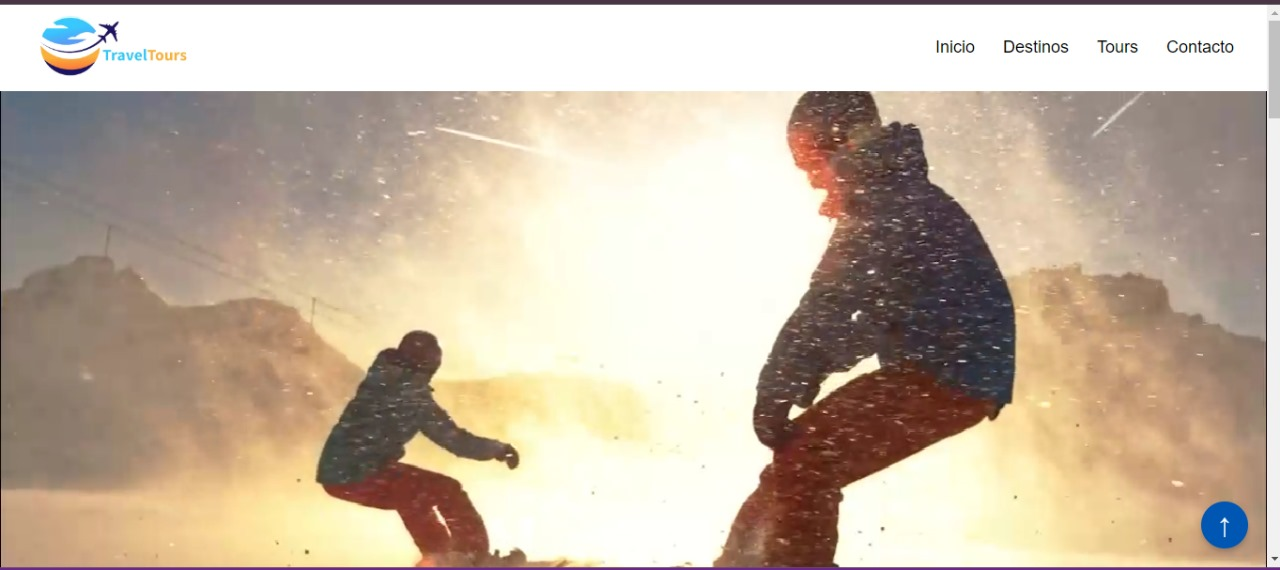 TravelTours
Inicio Destinos Tours Contacto
↑